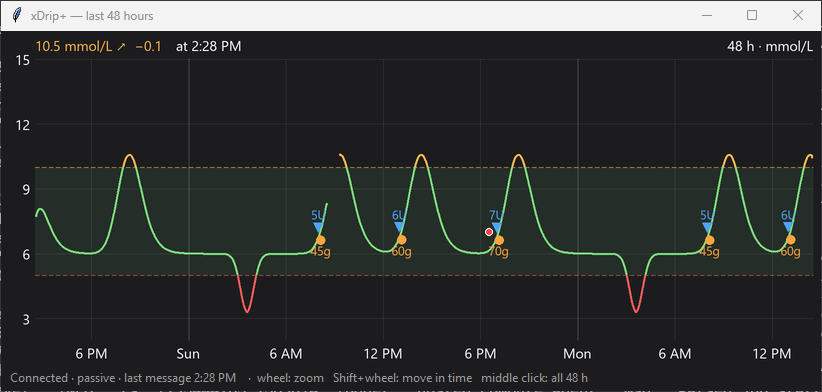 xDrip+ — last 48 hours
10.5 mmol/L ↗ −0.1 at 2:28 PM 48 h · mmol/L
15
12
9
6
3
5U 6U 7U 5U 6U
45g 60g 70g 45g 60g
6 PM Sun 6 AM 12 PM 6 PM Mon 6 AM 12 PM
Connected · passive · last message 2:28 PM · wheel: zoom Shift+wheel: move in time middle click: all 48 h